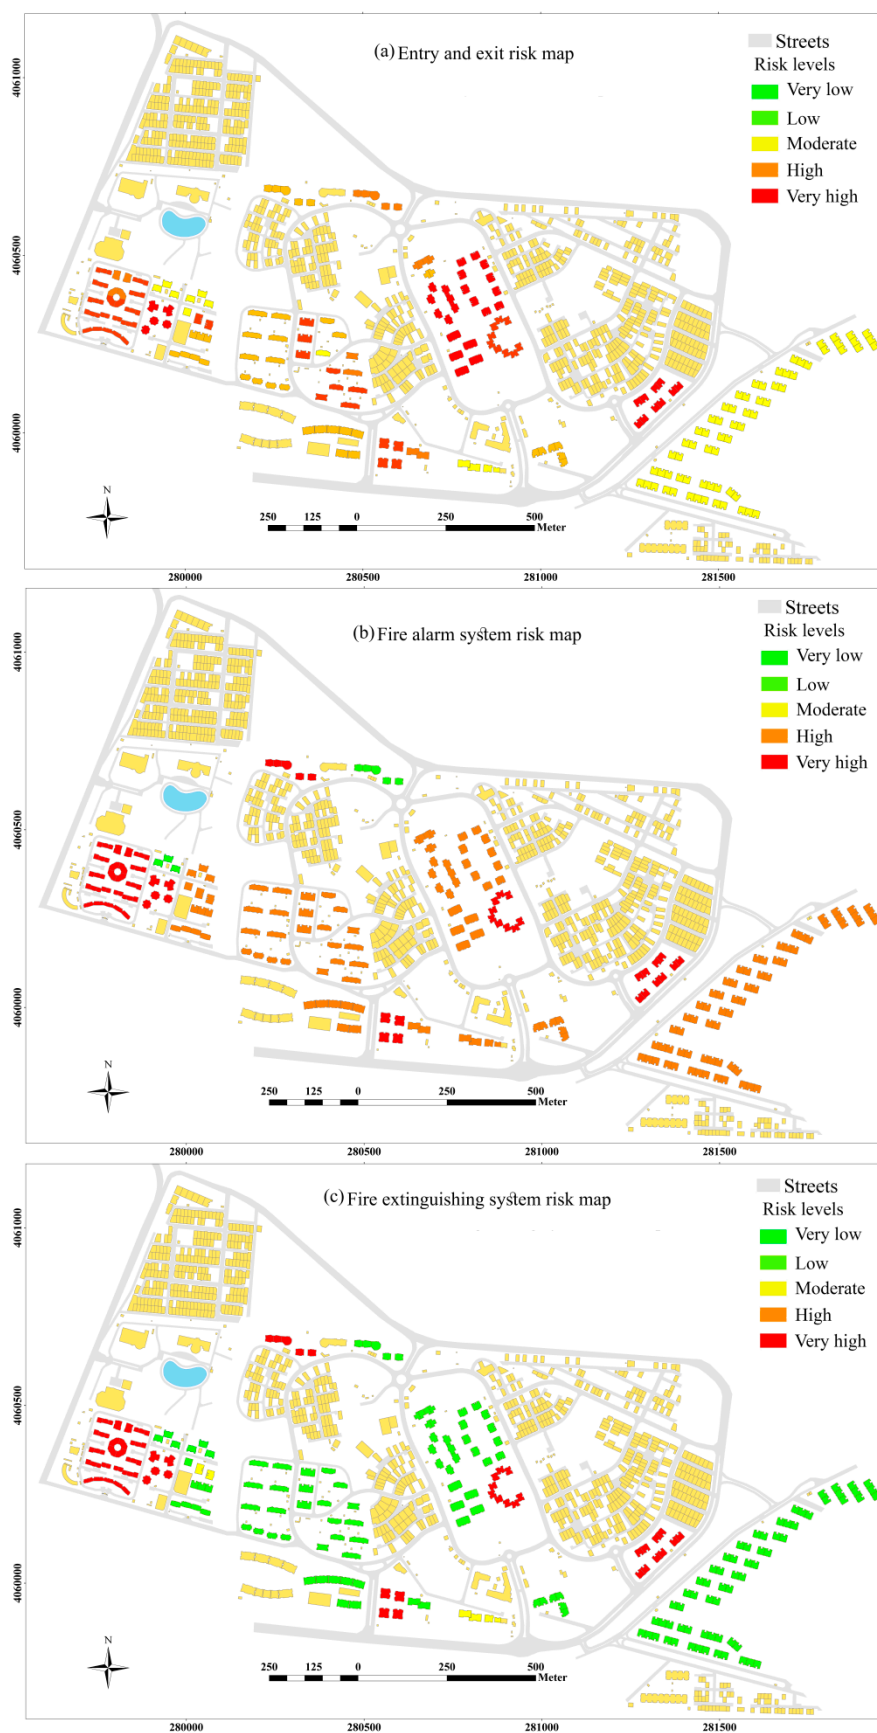 (a) Entry and exit risk map
Streets
Risk levels
Very low
Low
Moderate
High
Very high
4061000
4060500
4060000
N
250 125 0 250 500
Meter
280000 280500 281000 281500
(b) Fire alarm system risk map
Streets
Risk levels
Very low
Low
Moderate
High
Very high
4061000
4060500
4060000
N
250 125 0 250 500
Meter
280000 280500 281000 281500
(c) Fire extinguishing system risk map
Streets
Risk levels
Very low
Low
Moderate
High
Very high
4061000
4060500
4060000
N
250 125 0 250 500
Meter
280000 280500 281000 281500